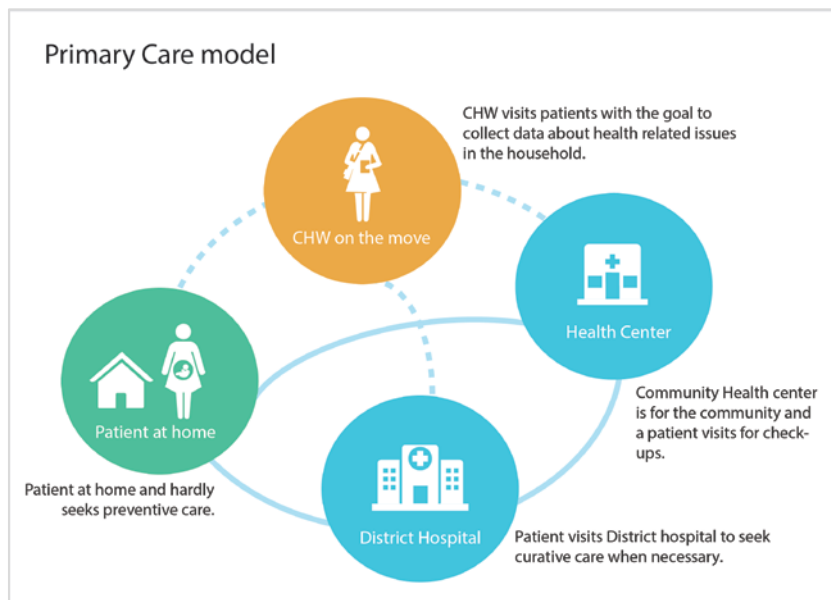 Primary Care model
CHW visits patients with the goal to
collect data about health related issues
in the household.
CHW on the move
Health Center
Patient at home
Community Health center
is for the community and
a patient visits for check-
ups.
Patient at home and hardly
seeks preventive care.
District Hospital
Patient visits District hospital to seek
curative care when necessary.